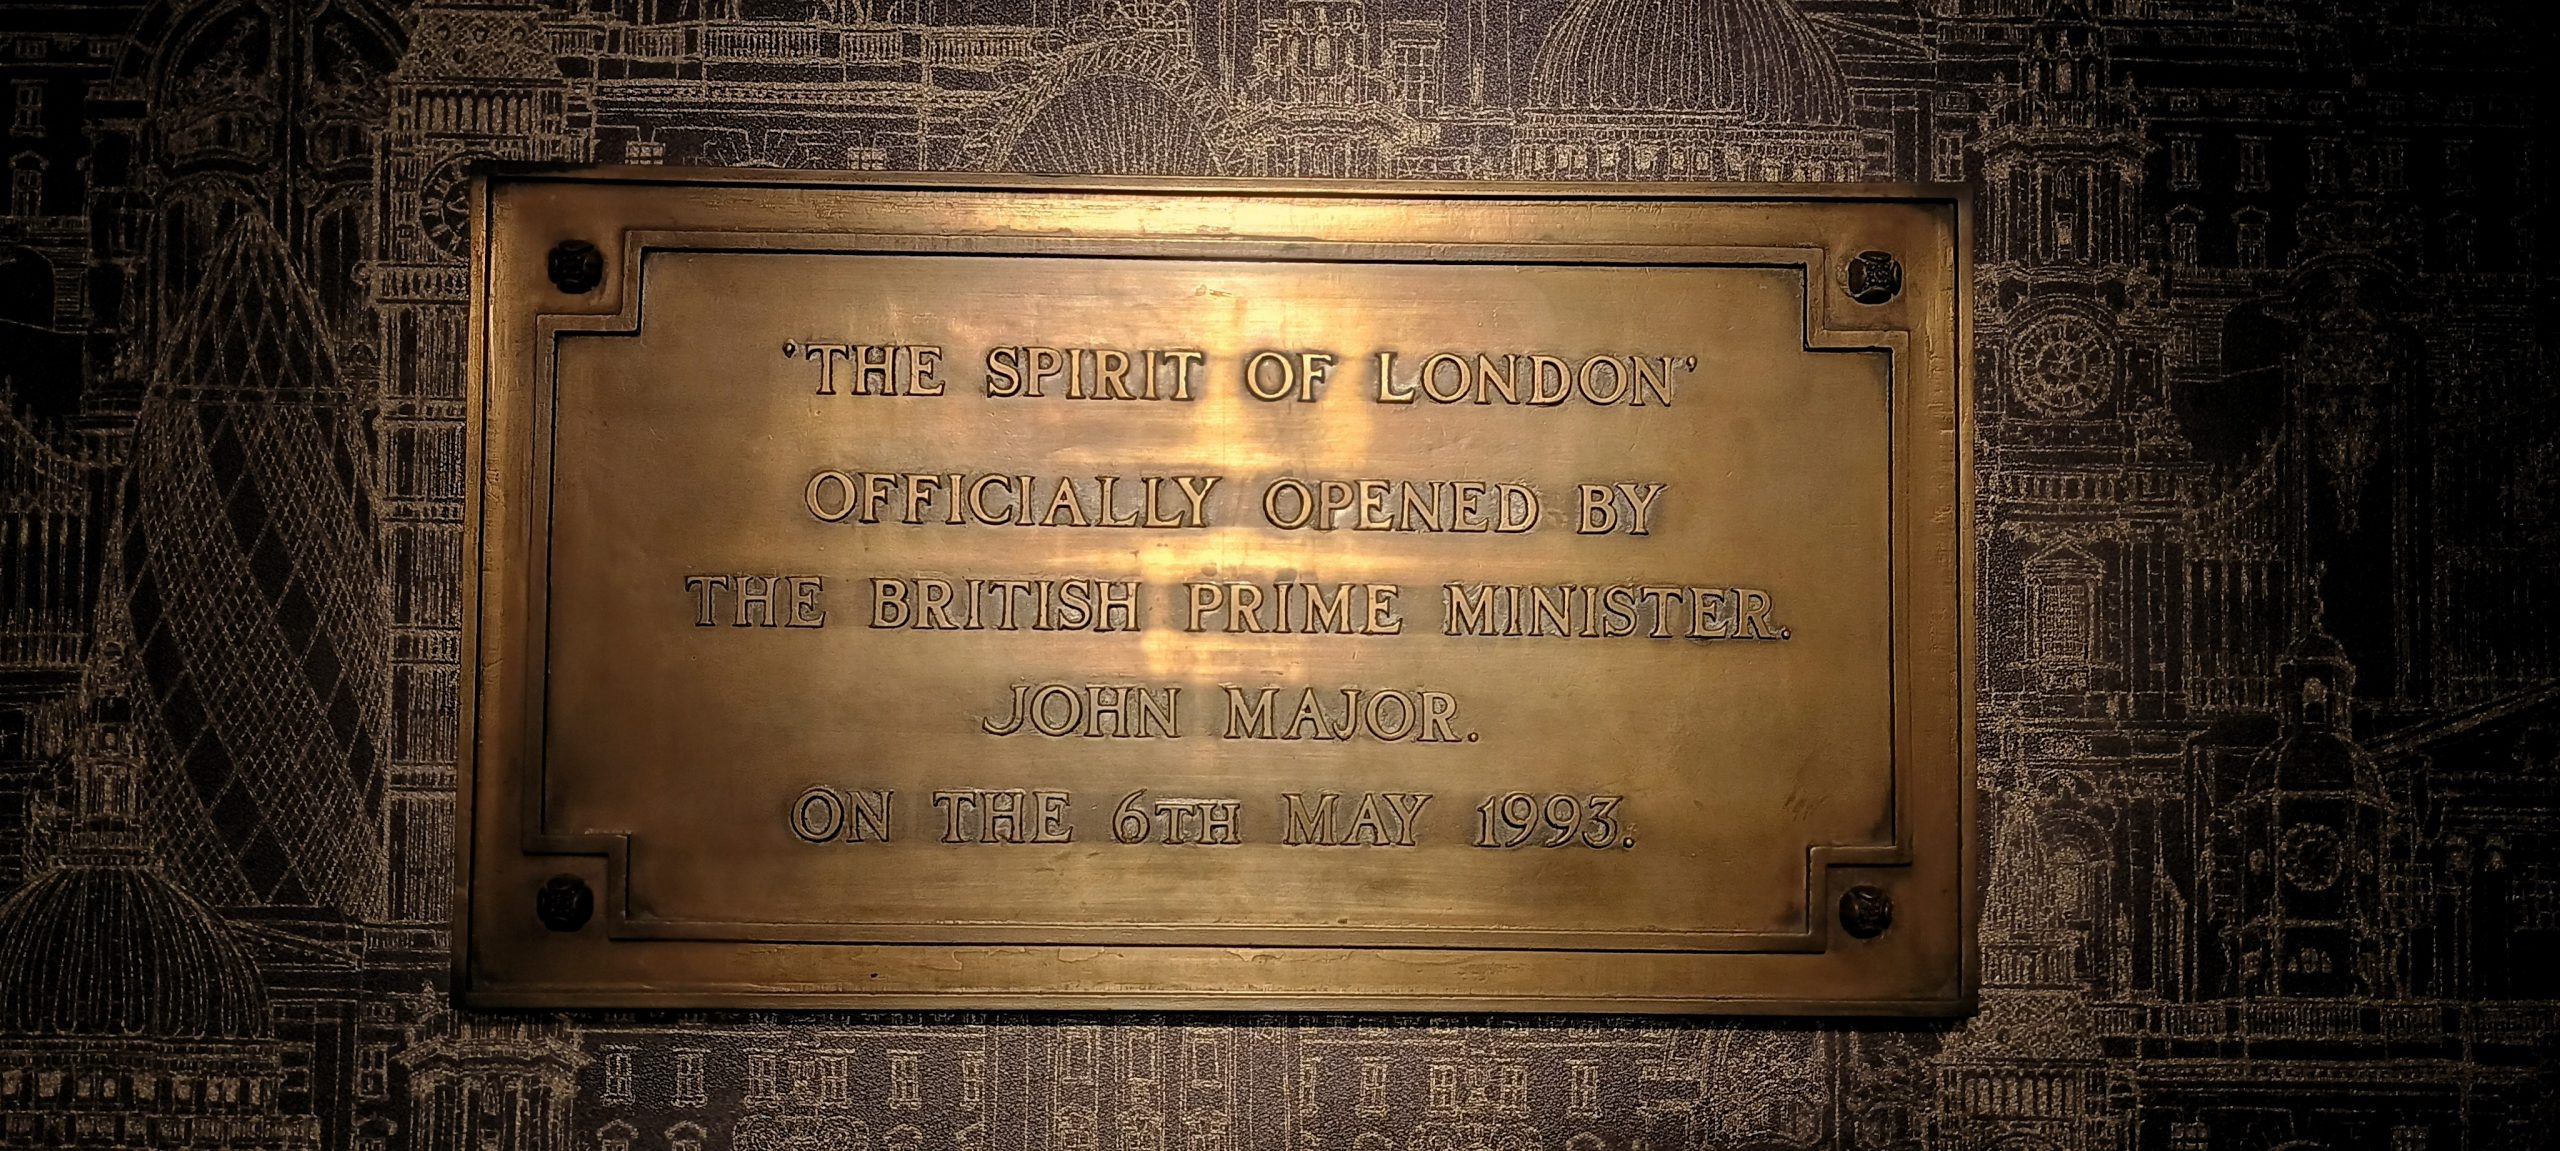 'THE SPIRIT OF LONDON'
OFFICIALLY OPENED BY
THE BRITISH PRIME MINISTER.
JOHN MAJOR.
ON THE 6TH MAY 1993.